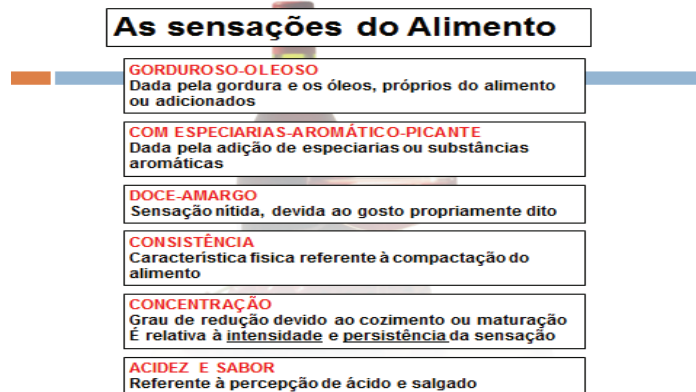 As sensações do Alimento
GORDUROSO-OLEOSO
Dada pela gordura e os óleos, próprios do alimento
ou adicionados
COM ESPECIARIAS-AROMÁTICO-PICANTE
Dada pela adição de especiarias ou substâncias
aromáticas
DOCE-AMARGO
Sensação nítida, devida ao gosto propriamente dito
CONSISTÊNCIA
Característica fisica referente à compactação do
alimento
CONCENTRAÇÃO
Grau de redução devido ao cozimento ou maturação
É relativa à intensidade e persistência da sensação
ACIDEZ E SABOR
Referente à percepção de ácido e salgado